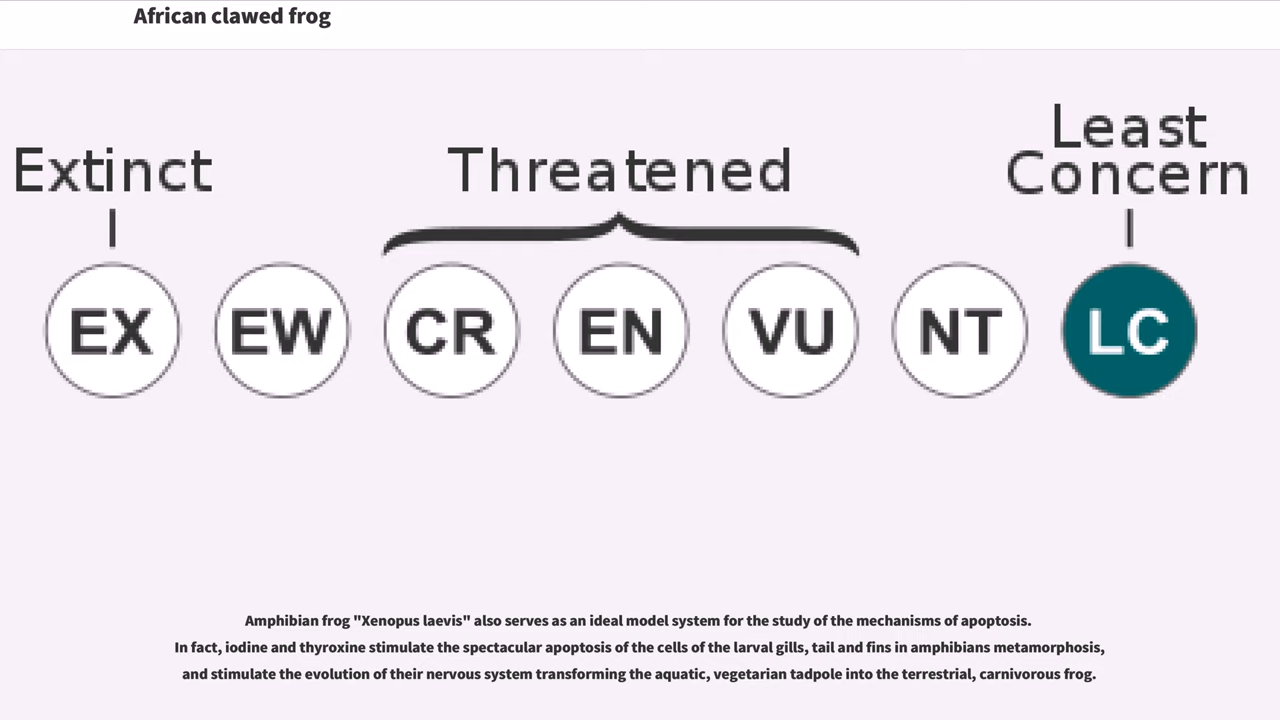 African clawed frog
Extinct
Threatened
Least
Concern
EX
EW
CR
EN
VU
NT
LC
Amphibian frog "Xenopus laevis" also serves as an ideal model system for the study of the mechanisms of apoptosis.
In fact, iodine and thyroxine stimulate the spectacular apoptosis of the cells of the larval gills, tail and fins in amphibians metamorphosis,
and stimulate the evolution of their nervous system transforming the aquatic, vegetarian tadpole into the terrestrial, carnivorous frog.